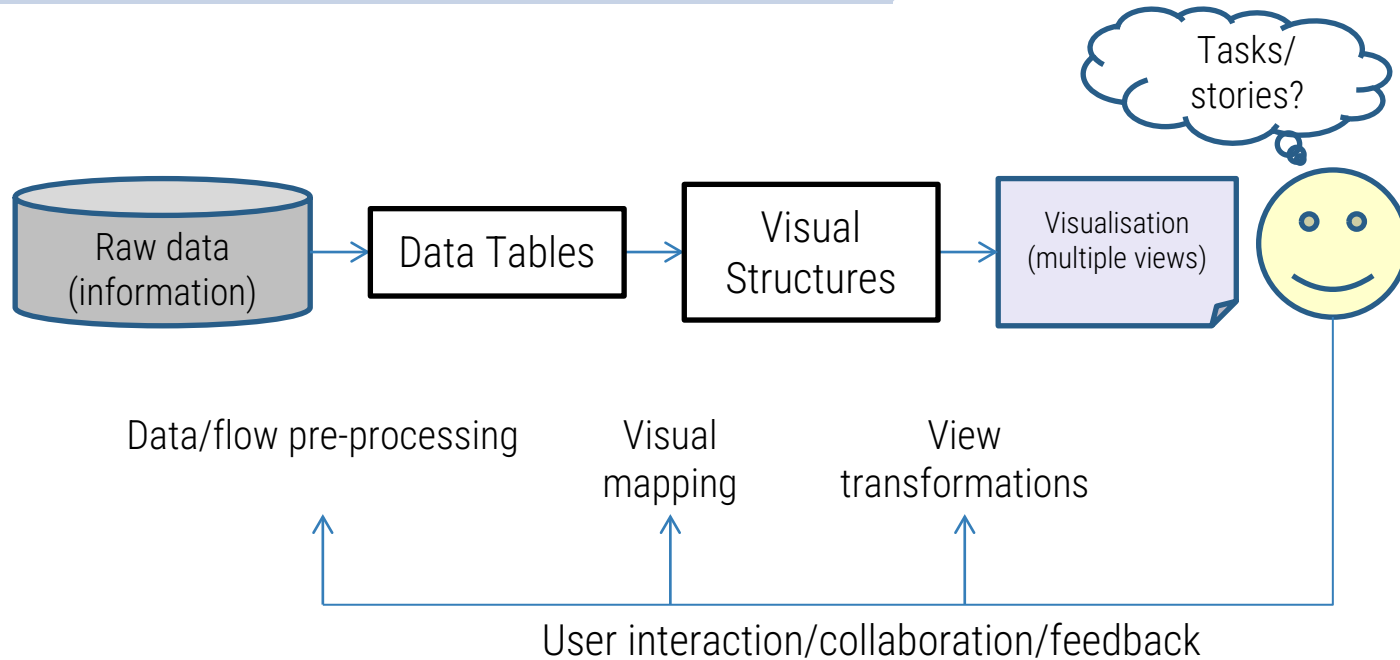 Tasks/
stories?
Raw data
(information)
Data Tables
Visual
Structures
Visualisation
(multiple views)
Data/flow pre-processing
Visual
mapping
View
transformations
User interaction/collaboration/feedback